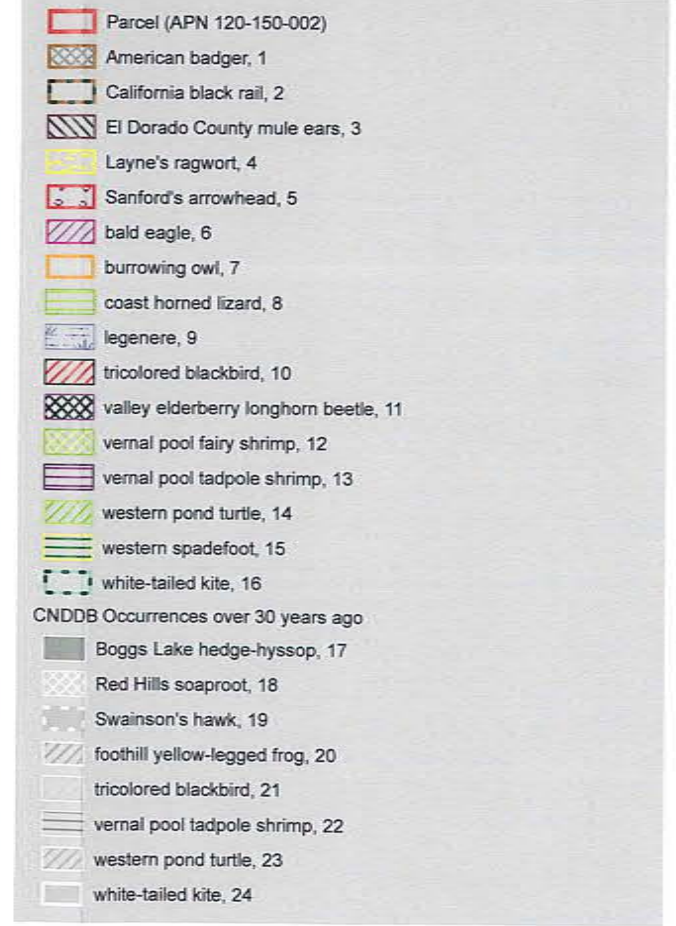 Parcel (APN 120-150-002)
American badger, 1
California black rail, 2
El Dorado County mule ears, 3
Layne's ragwort, 4
Sanford's arrowhead, 5
bald eagle, 6
burrowing owl, 7
coast horned lizard, 8
legenere, 9
tricolored blackbird, 10
valley elderberry longhorn beetle, 11
vernal pool fairy shrimp, 12
vernal pool tadpole shrimp, 13
western pond turtle, 14
western spadefoot, 15
white-tailed kite, 16
CNDDB Occurrences over 30 years ago
Boggs Lake hedge-hyssop, 17
Red Hills soaproot, 18
Swainson's hawk, 19
foothill yellow-legged frog, 20
tricolored blackbird, 21
vernal pool tadpole shrimp, 22
western pond turtle, 23
white-tailed kite, 24